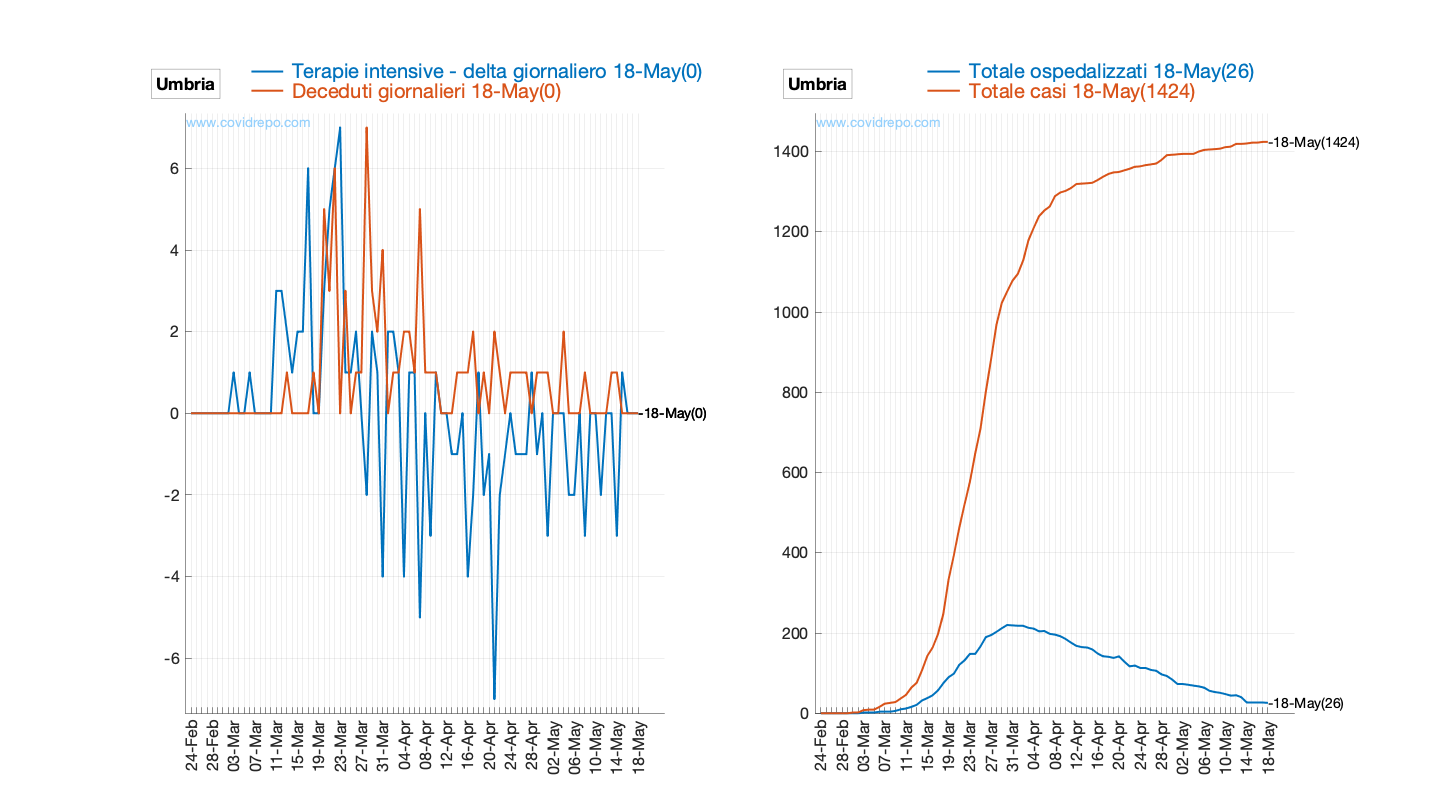 Umbria
Terapie intensive - delta giornaliero 18-May(0)
Deceduti giornalieri 18-May(0)
www.covidrepo.com
6
4
2
0
-2
-4
-6
-18-May(0)
24-Feb
28-Feb
03-Mar
07-Mar
11-Mar
15-Mar
19-Mar
23-Mar
27-Mar
31-Mar
04-Apr
08-Apr
12-Apr
16-Apr
20-Apr
24-Apr
28-Apr
02-May
06-May
10-May
14-May
18-May
Umbria
Totale ospedalizzati 18-May(26)
Totale casi 18-May(1424)
www.covidrepo.com
1400
1200
1000
800
600
400
200
0
-18-May(1424)
-18-May(26)
24-Feb
28-Feb
03-Mar
07-Mar
11-Mar
15-Mar
19-Mar
23-Mar
27-Mar
31-Mar
04-Apr
08-Apr
12-Apr
16-Apr
20-Apr
24-Apr
28-Apr
02-May
06-May
10-May
14-May
18-May